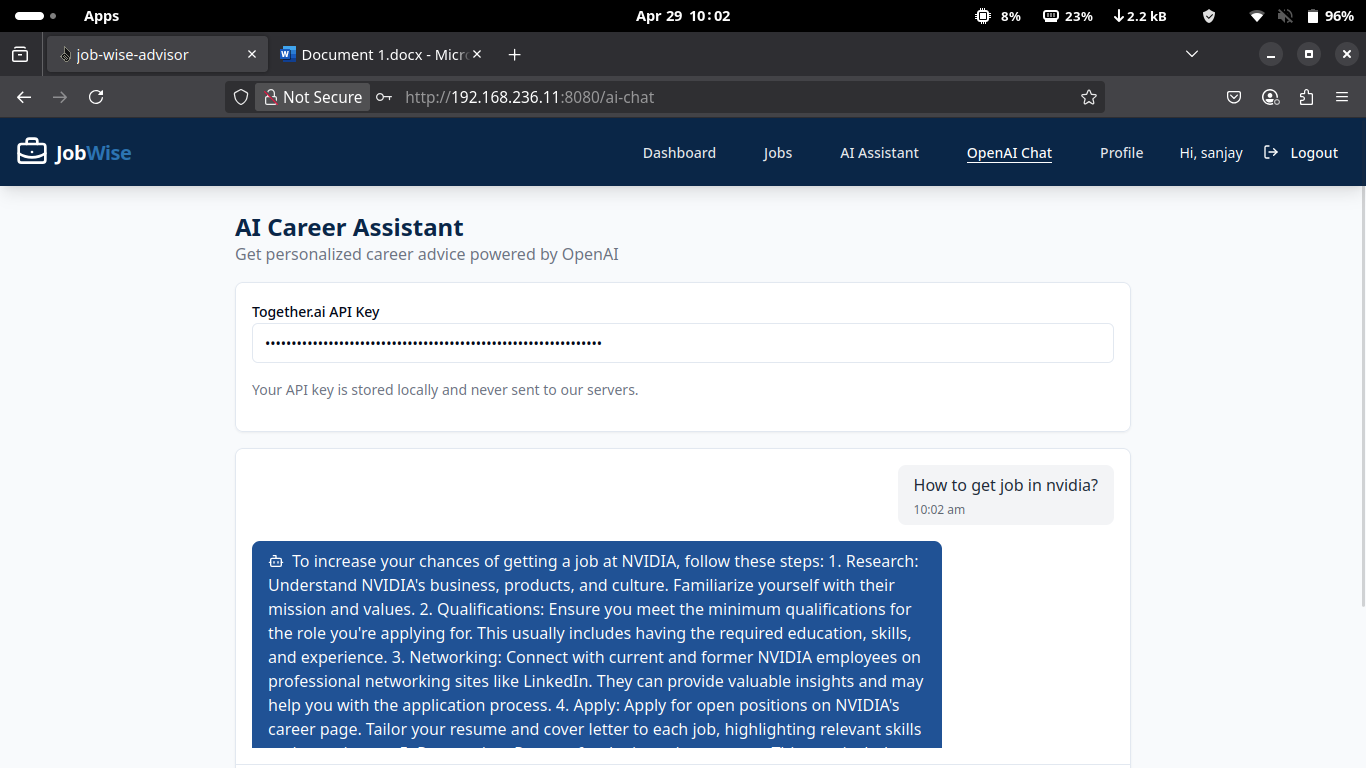 Apps
Apr 29 10:02
8%
23%
2.2 kB
96%
job-wise-advisor
Document 1.docx - Micr
Not Secure
http://192.168.236.11:8080/ai-chat
JobWise
Dashboard
Jobs
AI Assistant
OpenAI Chat
Profile
Hi, sanjay
Logout
AI Career Assistant
Get personalized career advice powered by OpenAI
Together.ai API Key
Your API key is stored locally and never sent to our servers.
How to get job in nvidia?
10:02 am
To increase your chances of getting a job at NVIDIA, follow these steps: 1. Research:
Understand NVIDIA's business, products, and culture. Familiarize yourself with their
mission and values. 2. Qualifications: Ensure you meet the minimum qualifications for
the role you're applying for. This usually includes having the required education, skills,
and experience. 3. Networking: Connect with current and former NVIDIA employees on
professional networking sites like LinkedIn. They can provide valuable insights and may
help you with the application process. 4. Apply: Apply for open positions on NVIDIA's
career page. Tailor your resume and cover letter to each job, highlighting relevant skills